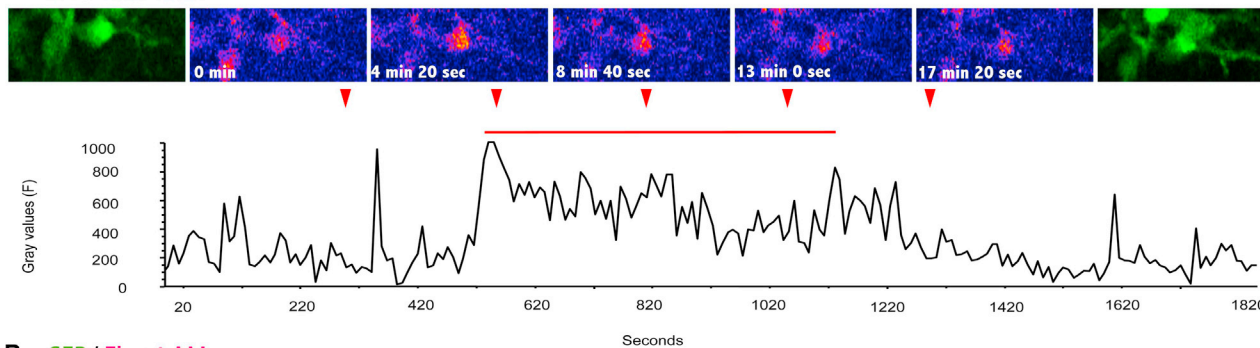 0 min
4 min 20 sec
8 min 40 sec
13 min 0 sec
17 min 20 sec
Gray values (F)
1000
800
600
400
200
0
20 220 420 620 820 1020 1220 1420 1620 1820
Seconds